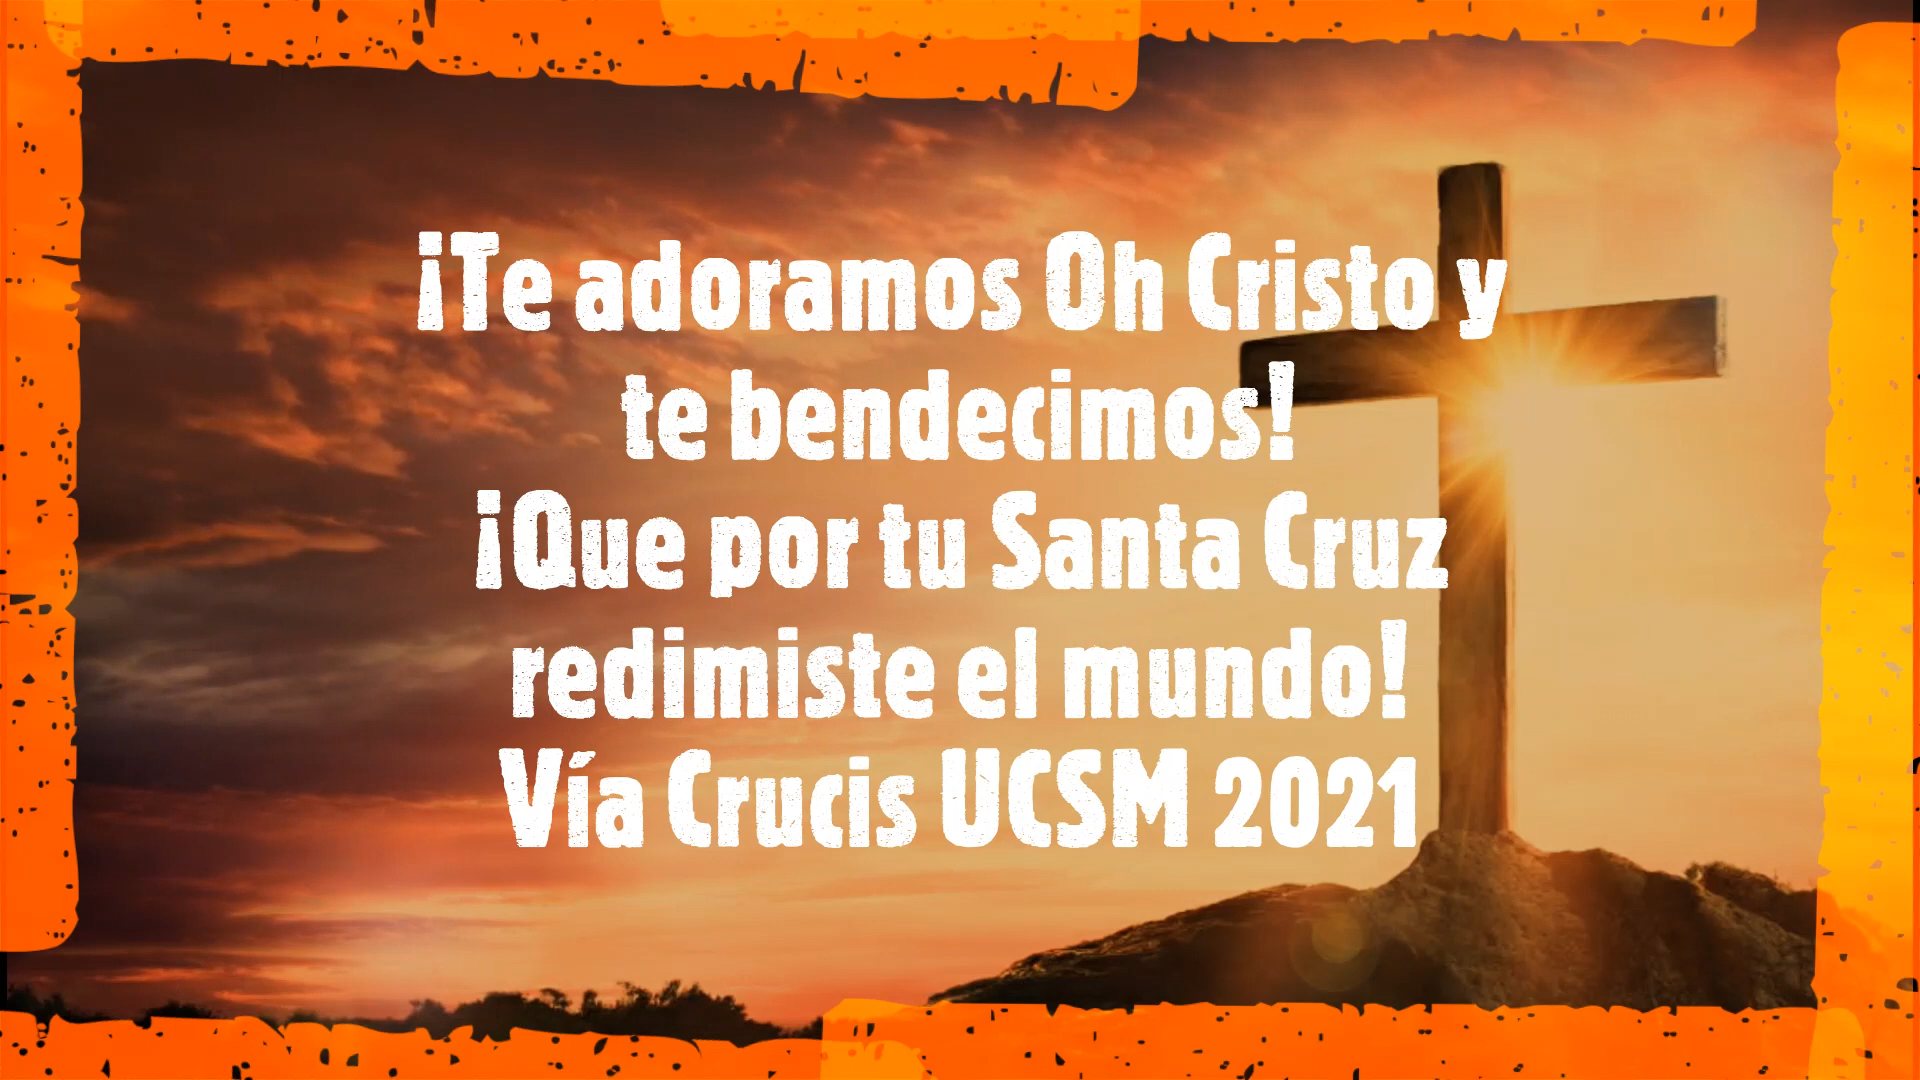 ¡Te adoramos Oh Cristo y
te bendecimos!
¡Que por tu Santa Cruz
redimiste el mundo!
Vía Crucis UCSM 2021